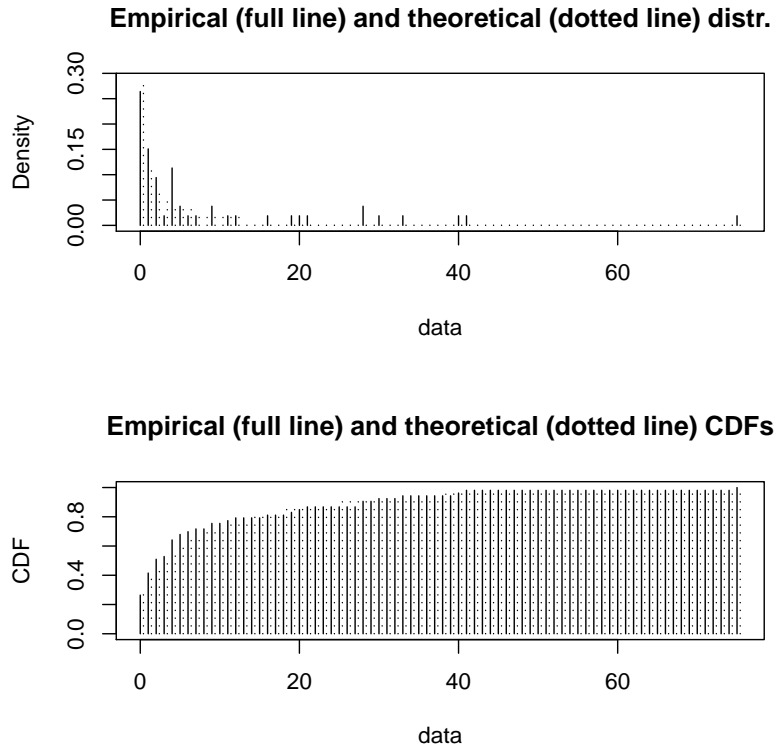 Empirical (full line) and theoretical (dotted line) distr.
Density
0.00
0.15
0.30
0
20
40
60
data
Empirical (full line) and theoretical (dotted line) CDFs
CDF
0.0
0.4
0.8
0
20
40
60
data